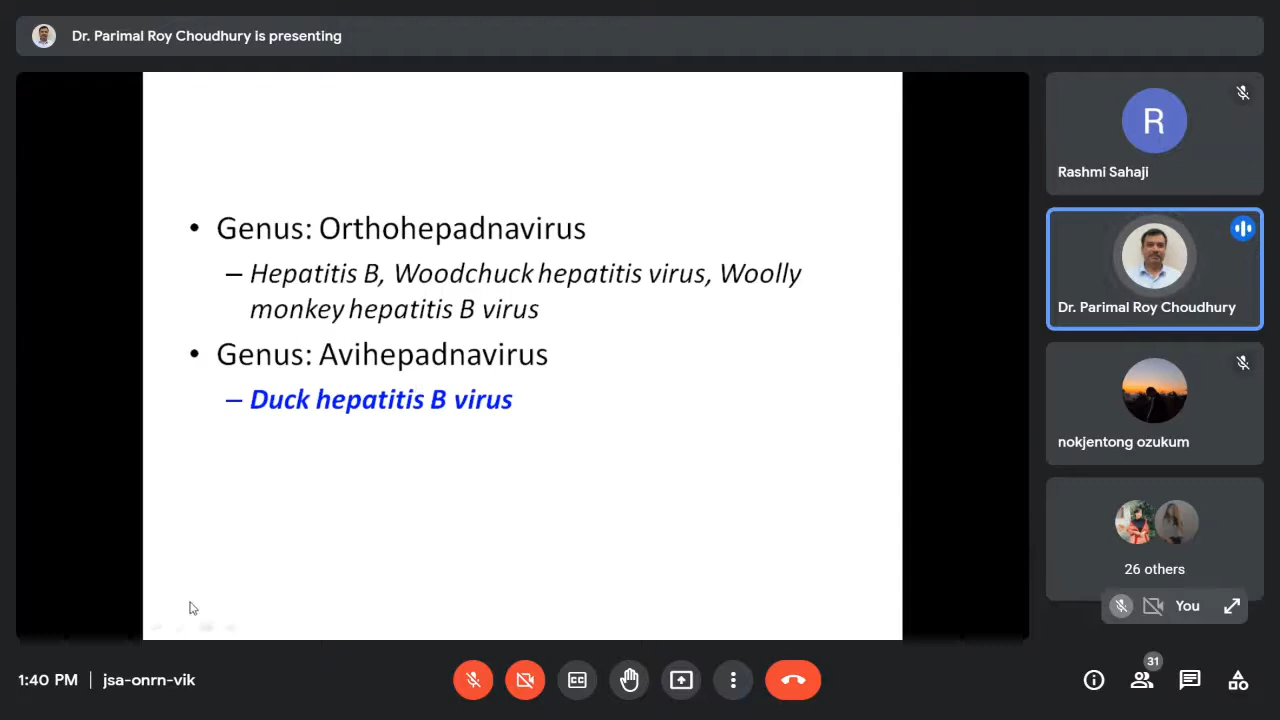 Dr. Parimal Roy Choudhury is presenting
• Genus: Orthohepadnavirus
– Hepatitis B, Woodchuck hepatitis virus, Woolly
monkey hepatitis B virus
• Genus: Avihepadnavirus
– Duck hepatitis B virus
R
Rashmi Sahaji
Dr. Parimal Roy Choudhury
nokjentong ozukum
26 others
You
1:40 PM | jsa-onrn-vik
CC
31